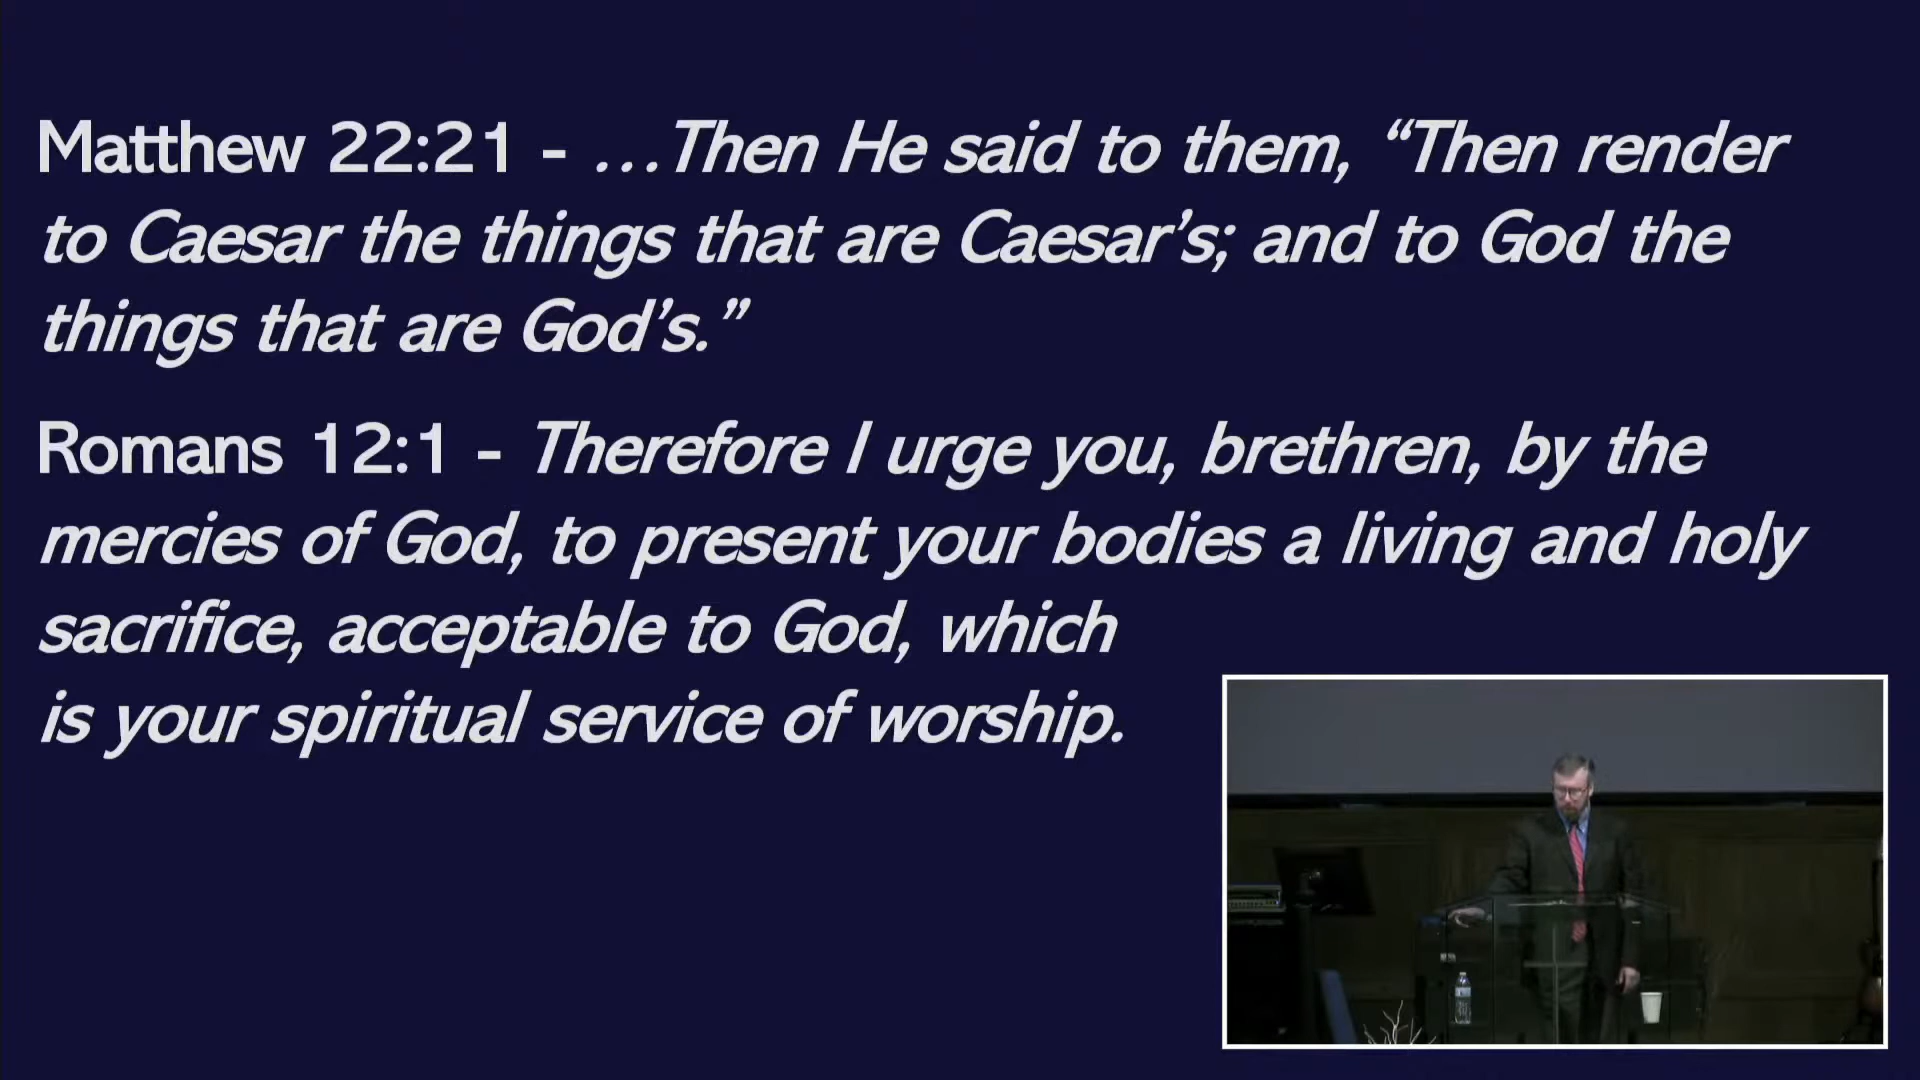 Matthew 22:21 - …Then He said to them, “Then render
to Caesar the things that are Caesar’s; and to God the
things that are God’s.”
Romans 12:1 - Therefore I urge you, brethren, by the
mercies of God, to present your bodies a living and holy
sacrifice, acceptable to God, which
is your spiritual service of worship.